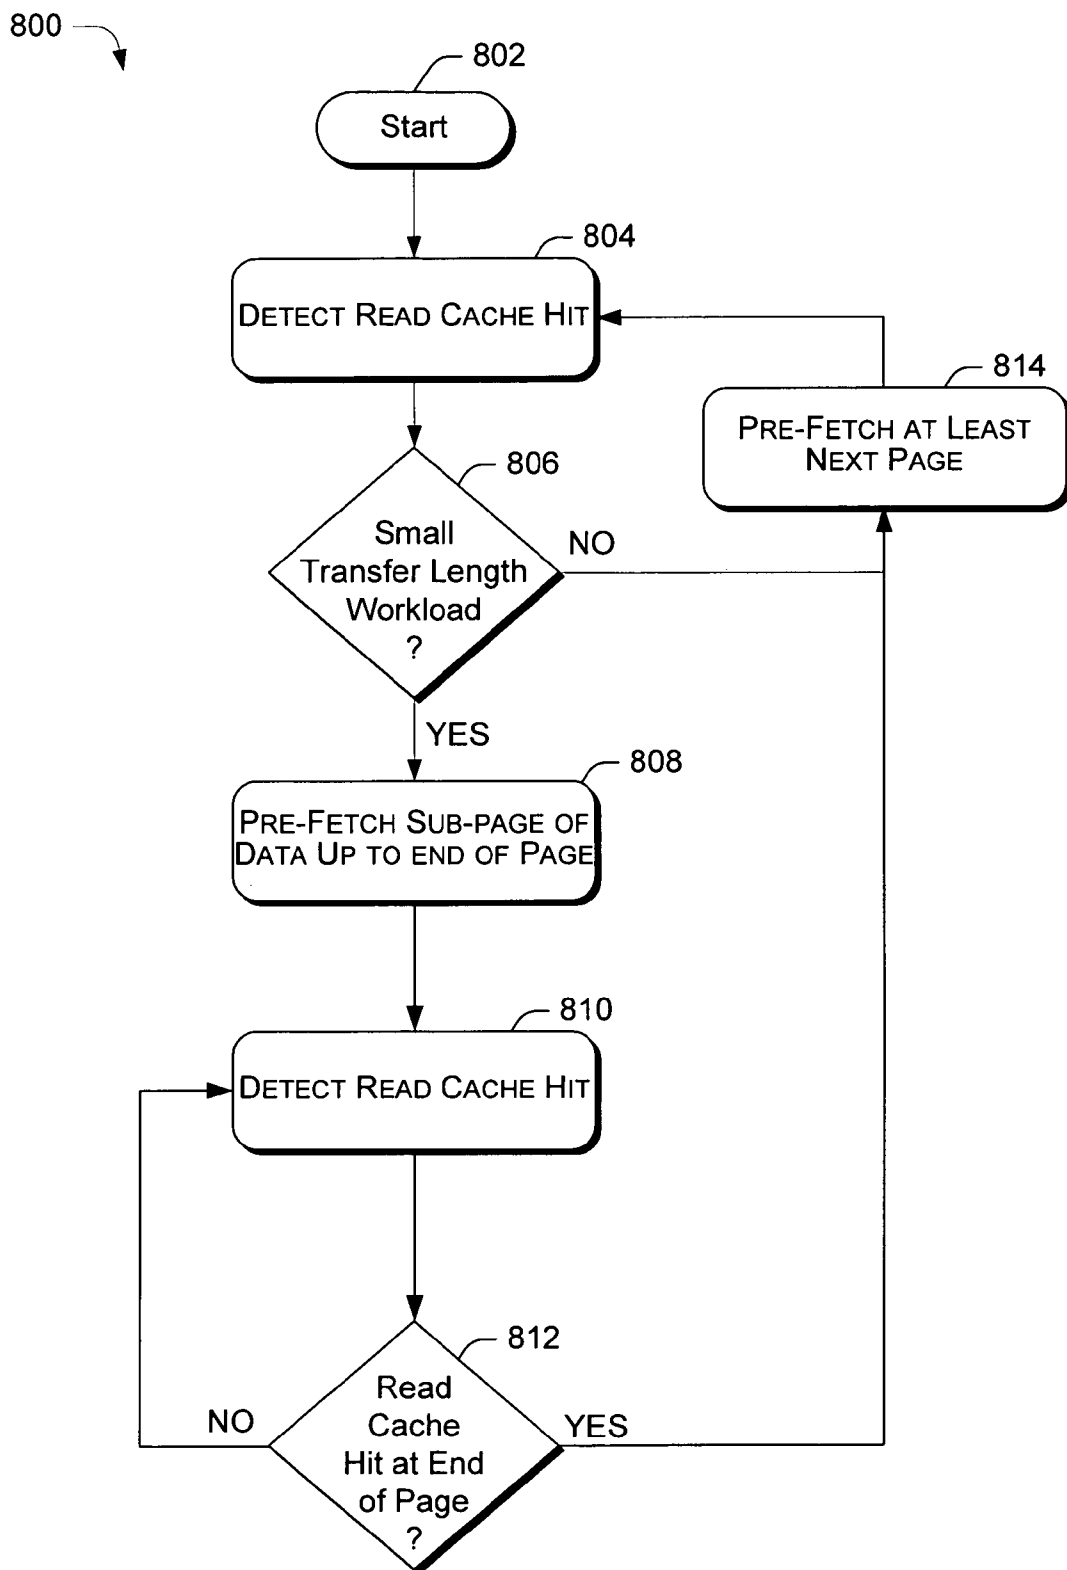 800
802
Start
804
DETECT READ CACHE HIT
814
PRE-FETCH AT LEAST
NEXT PAGE
806
Small
Transfer Length
Workload
?
NO
YES
808
PRE-FETCH SUB-PAGE OF
DATA UP TO END OF PAGE
810
DETECT READ CACHE HIT
812
Read
Cache
Hit at End
of Page
?
NO
YES